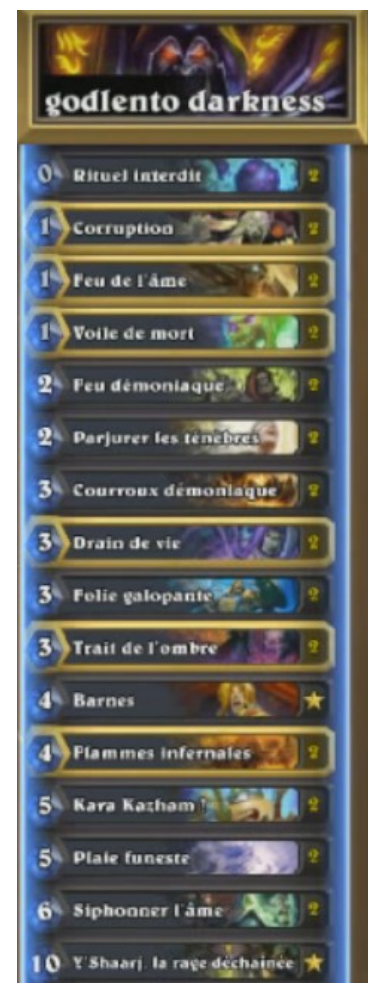 godlento darkness
0 Rituel interdit 2
1 Corruption 2
1 Feu de l'âme 2
1 Voile de mort 2
2 Feu démoniaque 2
2 Parjurer les ténèbres 2
3 Courroux démoniaque 2
3 Drain de vie 2
3 Folie galopante 2
3 Trait de l'ombre 2
4 Barnes
4 Flammes infernales 2
5 Kara Kazham ! 2
5 Plaie funeste 2
6 Siphonner l'âme 2
10 Y'Shaarj, la rage déchaînée